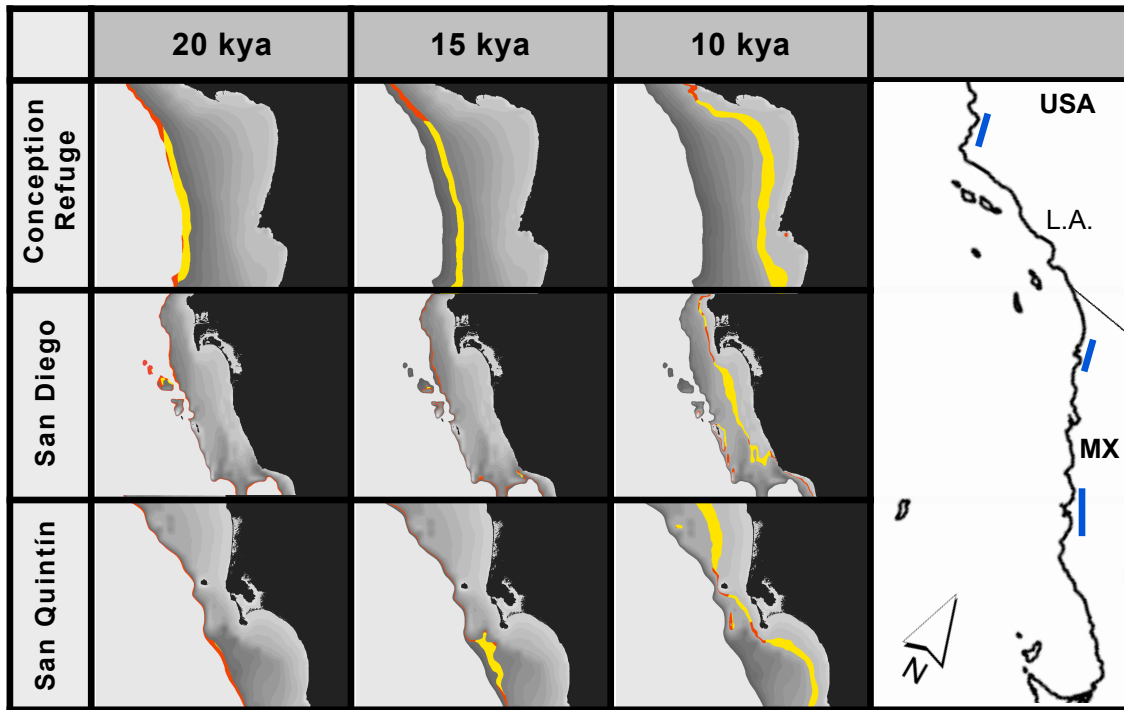 20 kya
15 kya
10 kya
Conception
Refuge
USA
L.A.
San Diego
MX
San Quintín
N